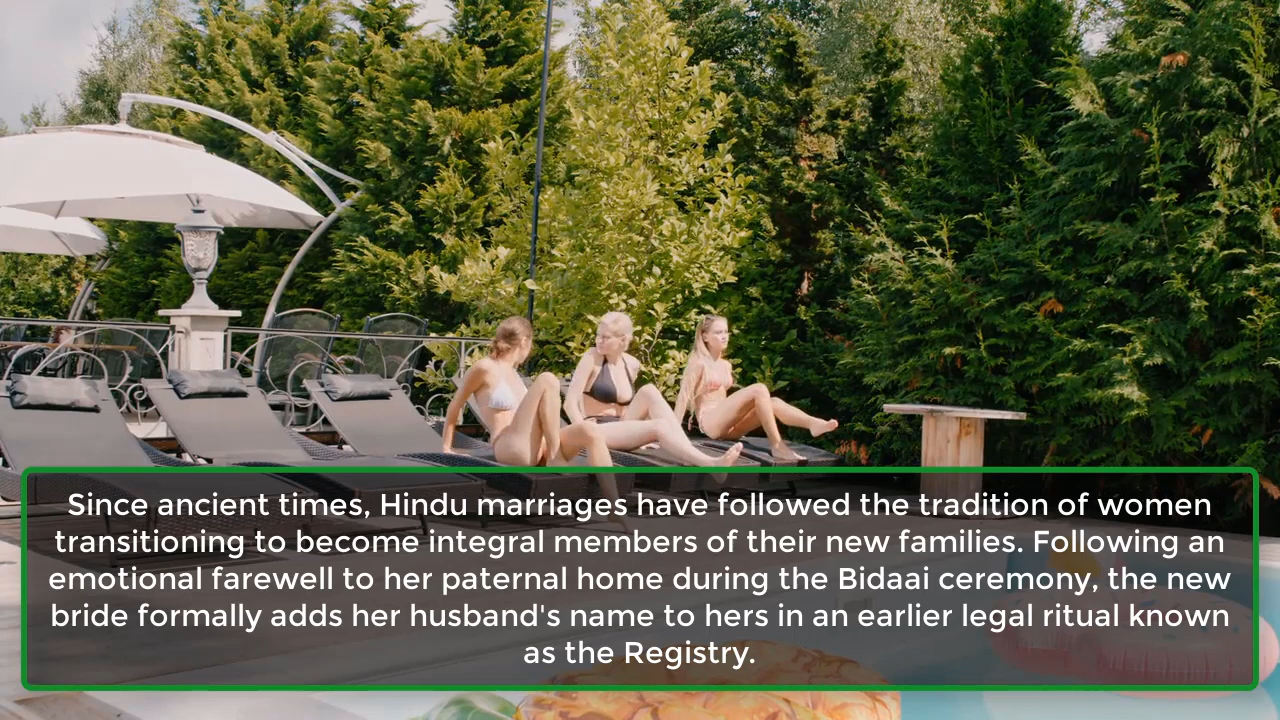 Since ancient times, Hindu marriages have followed the tradition of women
transitioning to become integral members of their new families. Following an
emotional farewell to her paternal home during the Bidaai ceremony, the new
bride formally adds her husband's name to hers in an earlier legal ritual known
as the Registry.